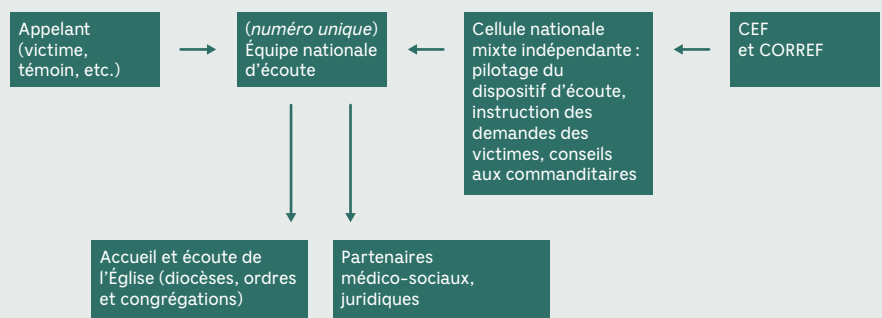 Appelant
(victime,
témoin, etc.)
(numéro unique)
Équipe nationale
d’écoute
Cellule nationale
mixte indépendante :
pilotage du
dispositif d’écoute,
instruction des
demandes des
victimes, conseils
aux commanditaires
CEF
et CORREF
Accueil et écoute de
l’Église (diocèses, ordres
et congrégations)
Partenaires
médico-sociaux,
juridiques